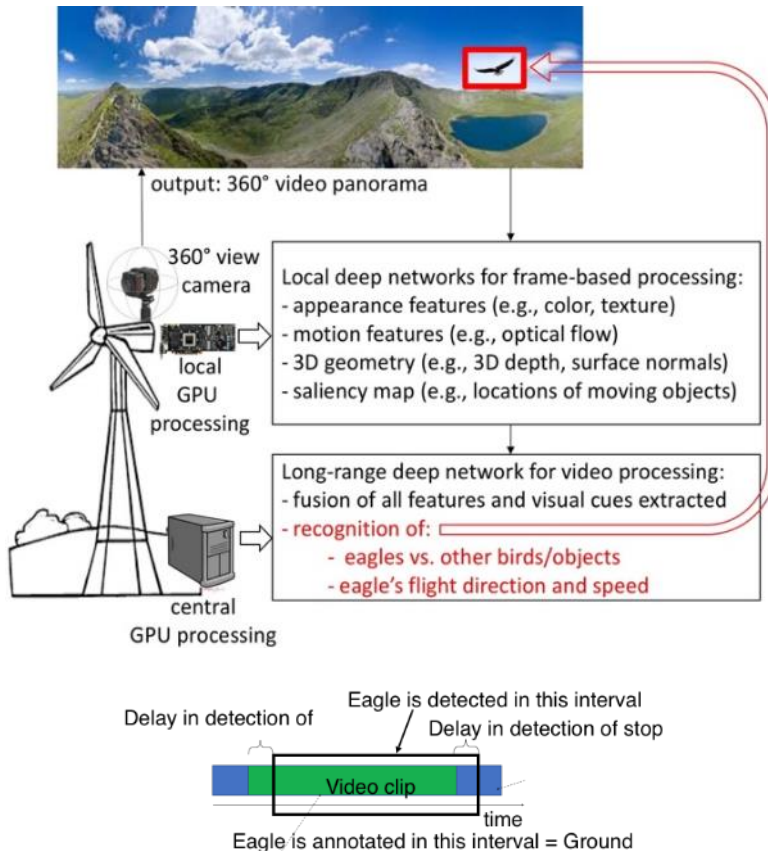 output: 360° video panorama
360° view
camera
local
GPU
processing
Local deep networks for frame-based processing:
- appearance features (e.g., color, texture)
- motion features (e.g., optical flow)
- 3D geometry (e.g., 3D depth, surface normals)
- saliency map (e.g., locations of moving objects)
Long-range deep network for video processing:
- fusion of all features and visual cues extracted
- recognition of:
- eagles vs. other birds/objects
- eagle's flight direction and speed
central
GPU processing
Eagle is detected in this interval
Delay in detection of
Delay in detection of stop
Video clip
time
Eagle is annotated in this interval = Ground